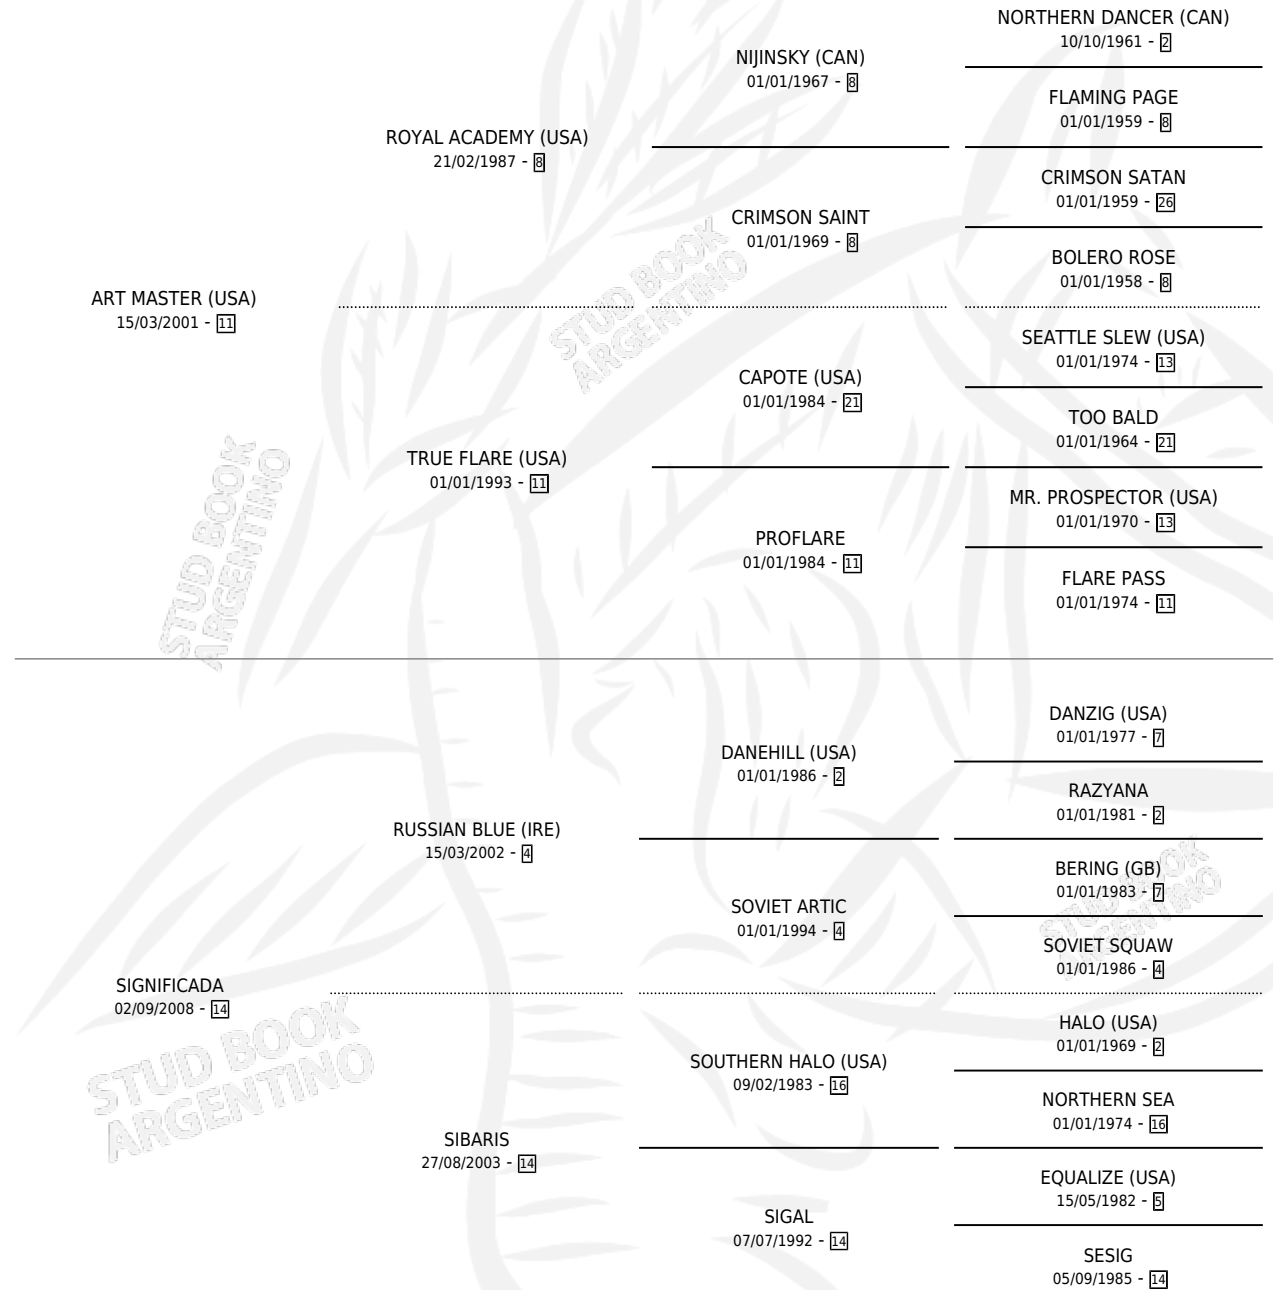 NORTHERN DANCER (CAN)
10/10/1961 - 2
NIJINSKY (CAN)
01/01/1967 - 8
FLAMING PAGE
01/01/1959 - 8
ROYAL ACADEMY (USA)
21/02/1987 - 8
CRIMSON SATAN
01/01/1959 - 26
CRIMSON SAINT
01/01/1969 - 8
BOLERO ROSE
01/01/1958 - 8
ART MASTER (USA)
15/03/2001 - 11
SEATTLE SLEW (USA)
01/01/1974 - 13
CAPOTE (USA)
01/01/1984 - 21
TOO BALD
01/01/1964 - 21
TRUE FLARE (USA)
01/01/1993 - 11
MR. PROSPECTOR (USA)
01/01/1970 - 13
PROFLARE
01/01/1984 - 11
FLARE PASS
01/01/1974 - 11
DANZIG (USA)
01/01/1977 - 7
DANEHILL (USA)
01/01/1986 - 2
RAZYANA
01/01/1981 - 2
RUSSIAN BLUE (IRE)
15/03/2002 - 4
BERING (GB)
01/01/1983 - 7
SOVIET ARTIC
01/01/1994 - 4
SOVIET SQUAW
01/01/1986 - 4
SIGNIFICADA
02/09/2008 - 14
HALO (USA)
01/01/1969 - 2
SOUTHERN HALO (USA)
09/02/1983 - 16
NORTHERN SEA
01/01/1974 - 16
SIBARIS
27/08/2003 - 14
EQUALIZE (USA)
15/05/1982 - 5
SIGAL
07/07/1992 - 14
SESIG
05/09/1985 - 14
STUD BOOK
ARGENTINO
STUD BOOK
ARGENTINO
STUD BOOK
ARGENTINO
STUD BOOK
ARGENTINO